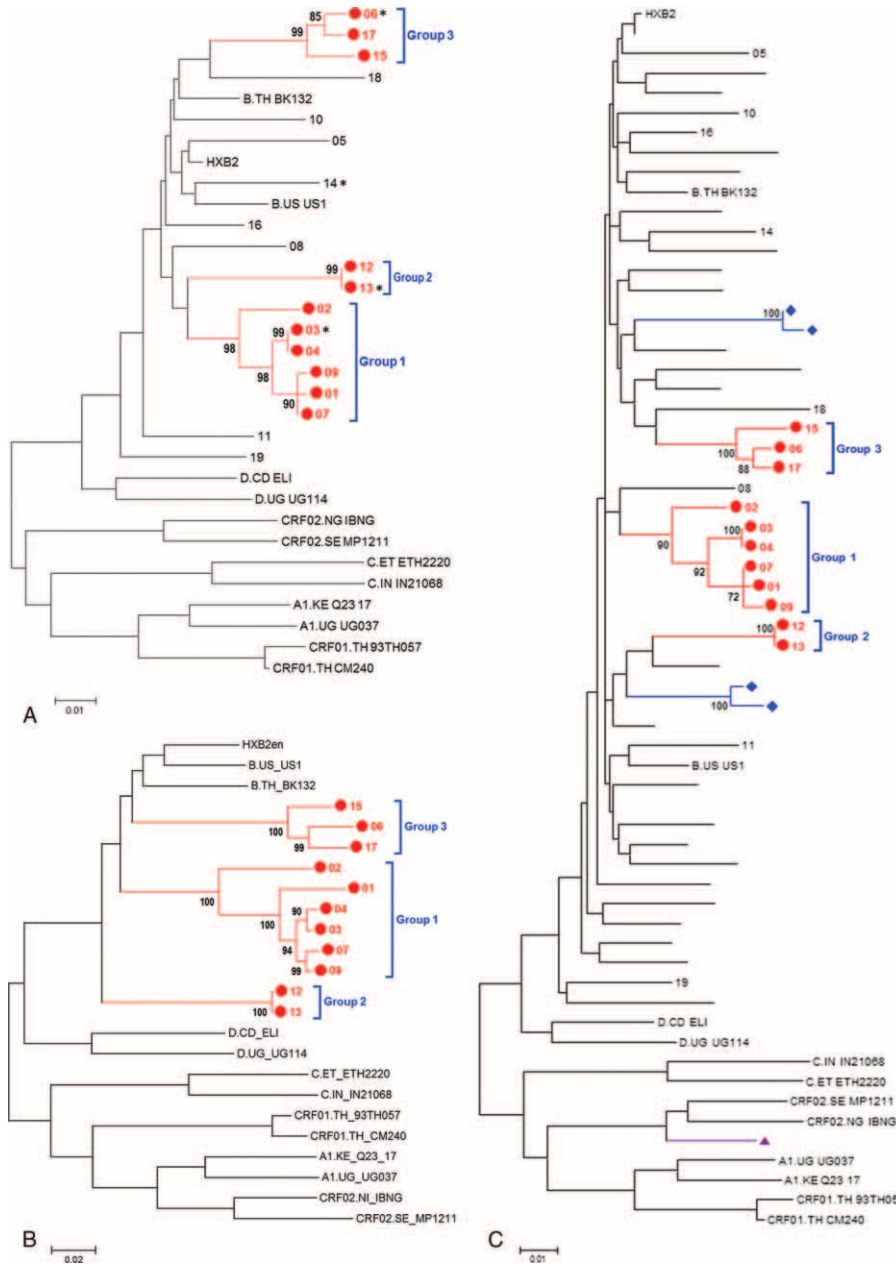 85
06 *
99
17
Group 3
15
18
B.TH BK132
10
05
HXB2
14 *
B.US US1
16
08
99
12
Group 2
13 *
02
03 *
99
98
04
Group 1
98
09
01
90
07
11
19
D.CD ELI
D.UG UG114
CRF02.NG IBNG
CRF02.SE MP1211
C.ET ETH2220
C.IN IN21068
A1.KE Q23 17
A1.UG UG037
CRF01.TH 93TH057
CRF01.TH CM240
0.01
A
HXB2en
B.US_US1
B.TH_BK132
15
100
06
Group 3
99
17
02
100
01
Group 1
90
04
100
03
94
07
99
09
12
Group 2
100
13
D.CD_ELI
D.UG_UG114
C.ET_ETH2220
C.IN_IN21068
CRF01.TH_93TH057
CRF01.TH_CM240
A1.KE_Q23_17
A1.UG_UG037
CRF02.NI_IBNG
CRF02.SE_MP1211
0.02
B
HXB2
05
10
16
B.TH BK132
14
100
18
15
100
06
Group 3
88
17
08
02
03
100
90
04
Group 1
92
07
01
72
09
12
100
Group 2
13
100
11
B.US US1
19
D.CD ELI
D.UG UG114
C.IN IN21068
C.ET ETH2220
CRF02.SE MP1211
CRF02.NG IBNG
A1.UG UG037
A1.KE Q23 17
CRF01.TH 93TH05
CRF01.TH CM240
0.01
C